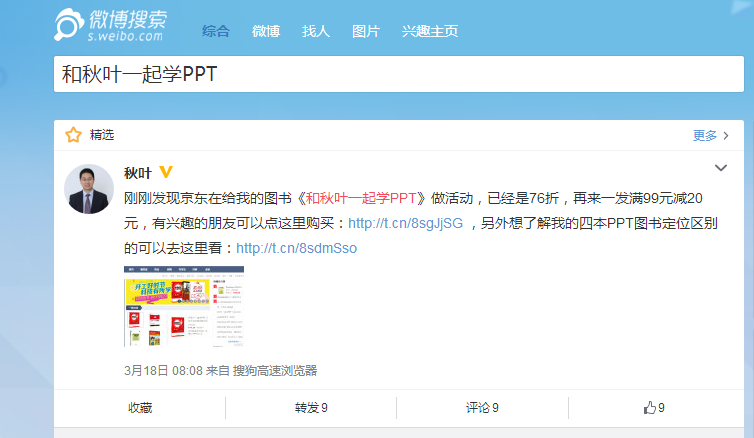 微博搜索
s.weibo.com
综合 微博 找人 图片 兴趣主页
和秋叶一起学PPT
精选 更多
秋叶
刚刚发现京东在给我的图书《和秋叶一起学PPT》做活动，已经是76折，再来一发满99元减20
元，有兴趣的朋友可以点这里购买：http://t.cn/8sgJjSG ，另外想了解我的四本PPT图书定位区别
的可以去这里看：http://t.cn/8sdmSso
3月18日 08:08 来自 搜狗高速浏览器
收藏 转发 9 评论 9 9